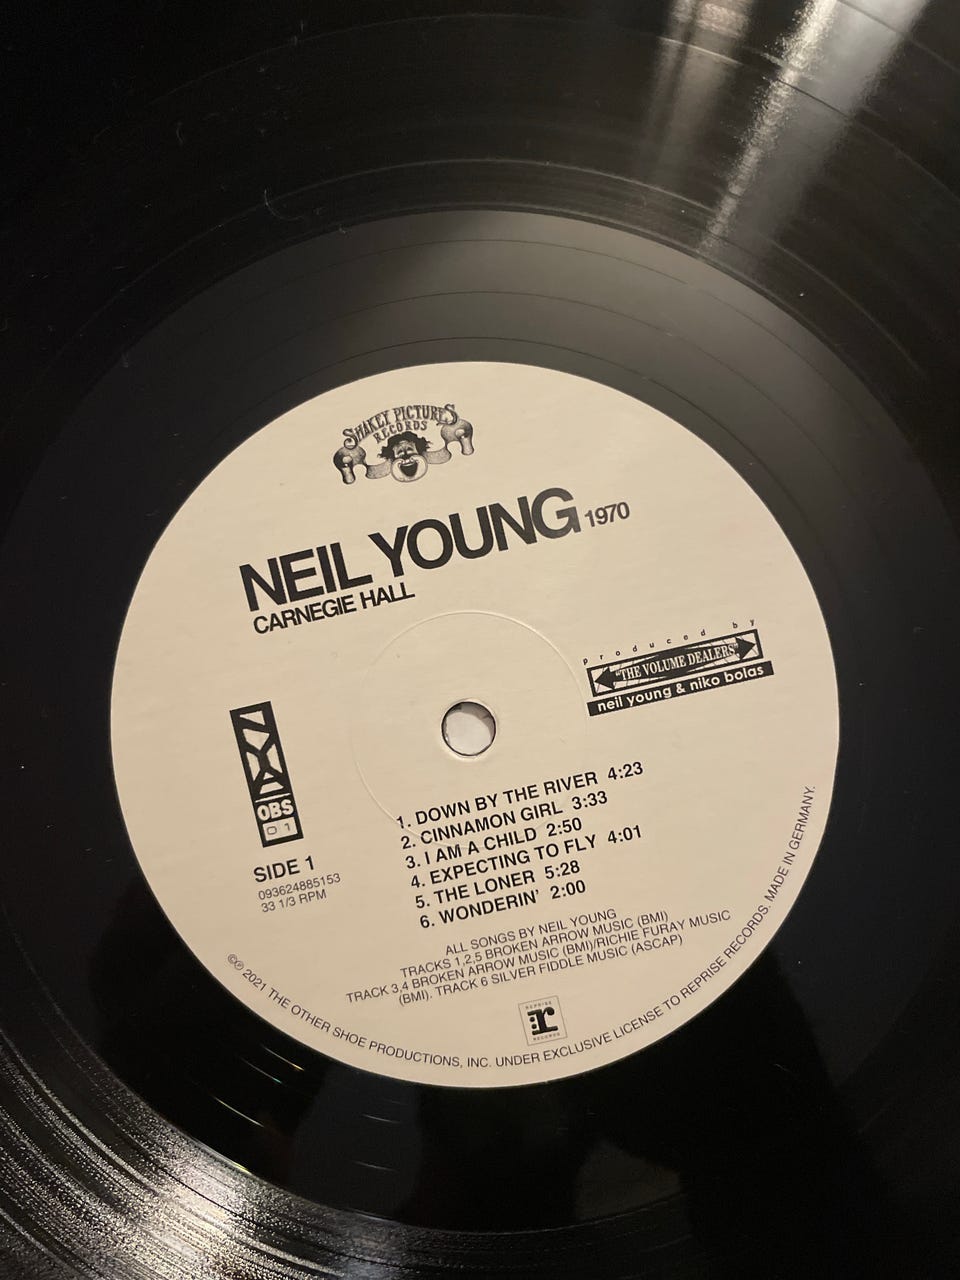 SHAKEY PICTURES
RECORDS
NEIL YOUNG 1970
CARNEGIE HALL
produced by
"THE VOLUME DEALERS"
neil young & niko bolas
NYA
OBS
01
SIDE 1
093624885153
33 1/3 RPM
1. DOWN BY THE RIVER 4:23
2. CINNAMON GIRL 3:33
3. I AM A CHILD 2:50
4. EXPECTING TO FLY 4:01
5. THE LONER 5:28
6. WONDERIN' 2:00
ALL SONGS BY NEIL YOUNG
TRACKS 1,2,5 BROKEN ARROW MUSIC (BMI)
TRACK 3,4 BROKEN ARROW MUSIC (BMI)/RICHIE FURAY MUSIC
(BMI). TRACK 6 SILVER FIDDLE MUSIC (ASCAP)
REPRISE
r
RECORDS
©℗ 2021 THE OTHER SHOE PRODUCTIONS, INC. UNDER EXCLUSIVE LICENSE TO REPRISE RECORDS. MADE IN GERMANY.